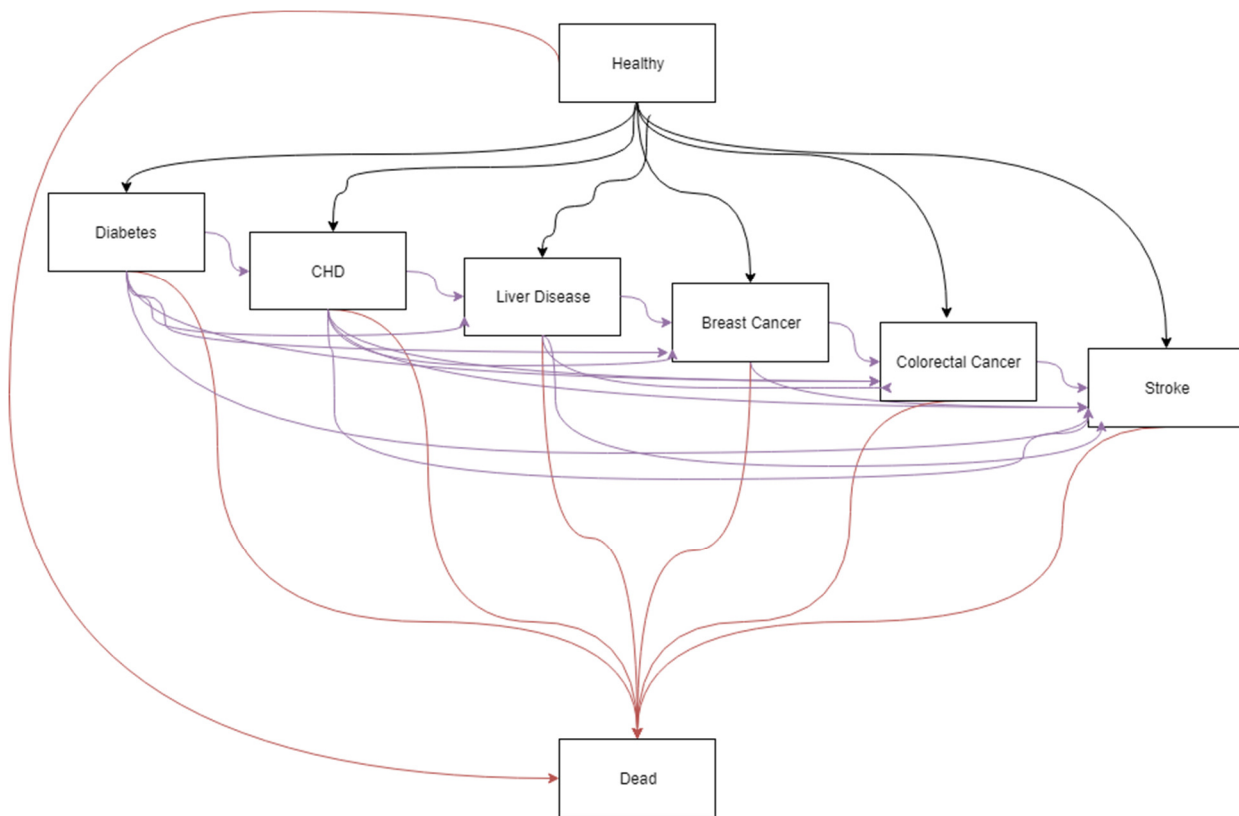 Healthy
Diabetes
CHD
Liver Disease
Breast Cancer
Colorectal Cancer
Stroke
Dead